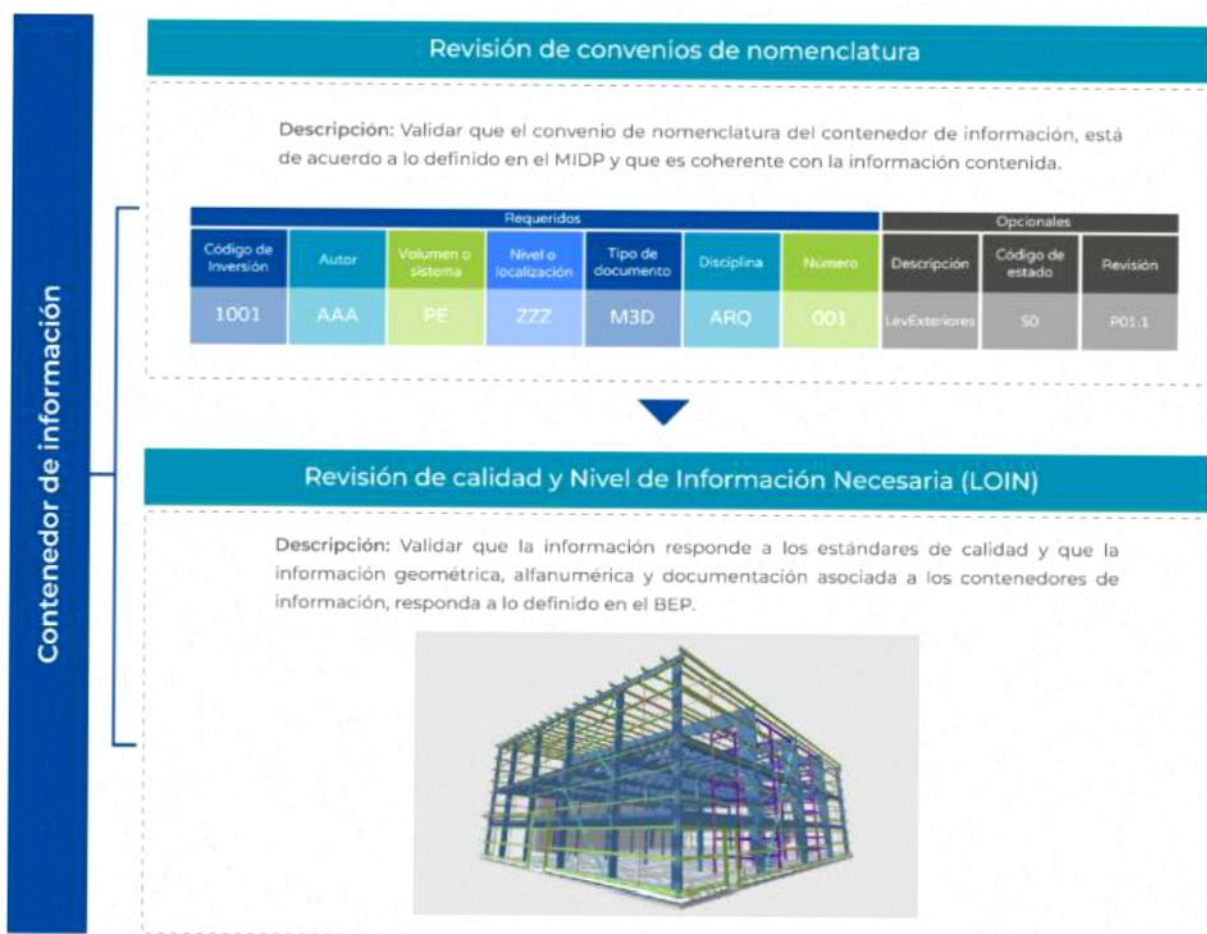 Contenedor de información
Revisión de convenios de nomenclatura
Descripción: Validar que el convenio de nomenclatura del contenedor de información, está
de acuerdo a lo definido en el MIDP y que es coherente con la información contenida.
Requeridos
Opcionales
Código de
Inversión
Autor
Volumen o
sistema
Nivel o
localización
Tipo de
documento
Disciplina
Número
Descripción
Código de
estado
Revisión
1001
AAA
PE
ZZZ
M3D
ARQ
001
LevExteriores
S0
P01.1
Revisión de calidad y Nivel de Información Necesaria (LOIN)
Descripción: Validar que la información responde a los estándares de calidad y que la
información geométrica, alfanumérica y documentación asociada a los contenedores de
información, responda a lo definido en el BEP.